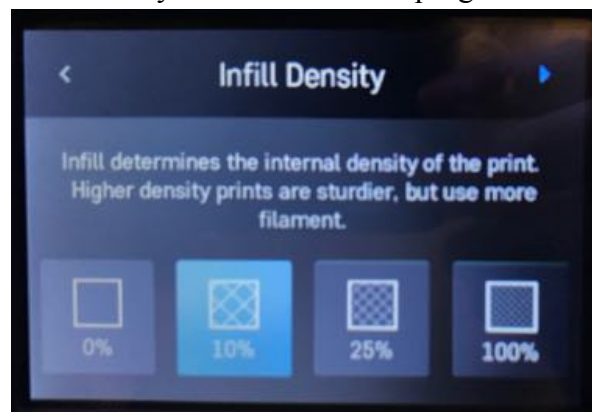 Infill Density
Infill determines the internal density of the print.
Higher density prints are sturdier, but use more
filament.
0%
10%
25%
100%